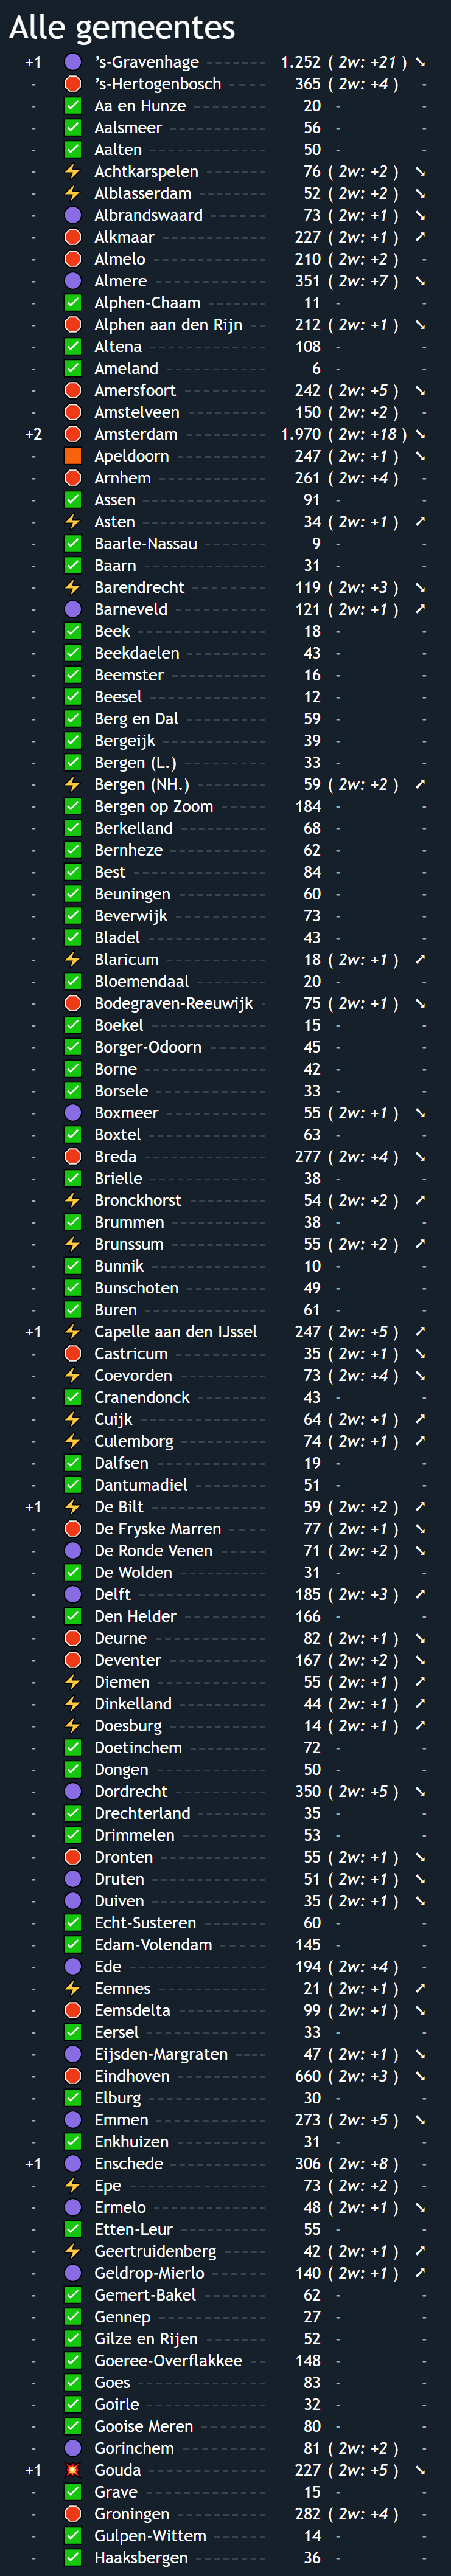 Alle gemeentes
+1 's-Gravenhage 1.252 ( 2w: +21 ) ➘
- 's-Hertogenbosch 365 ( 2w: +4 ) -
- Aa en Hunze 20 - -
- Aalsmeer 56 - -
- Aalten 50 - -
- Achtkarspelen 76 ( 2w: +2 ) ➘
- Alblasserdam 52 ( 2w: +2 ) ➘
- Albrandswaard 73 ( 2w: +1 ) ➘
- Alkmaar 227 ( 2w: +1 ) ➚
- Almelo 210 ( 2w: +2 ) -
- Almere 351 ( 2w: +7 ) ➘
- Alphen-Chaam 11 - -
- Alphen aan den Rijn 212 ( 2w: +1 ) ➘
- Altena 108 - -
- Ameland 6 - -
- Amersfoort 242 ( 2w: +5 ) ➘
- Amstelveen 150 ( 2w: +2 ) -
+2 Amsterdam 1.970 ( 2w: +18 ) ➘
- Apeldoorn 247 ( 2w: +1 ) ➘
- Arnhem 261 ( 2w: +4 ) -
- Assen 91 - -
- Asten 34 ( 2w: +1 ) ➚
- Baarle-Nassau 9 - -
- Baarn 31 - -
- Barendrecht 119 ( 2w: +3 ) ➘
- Barneveld 121 ( 2w: +1 ) ➚
- Beek 18 - -
- Beekdaelen 43 - -
- Beemster 16 - -
- Beesel 12 - -
- Berg en Dal 59 - -
- Bergeijk 39 - -
- Bergen (L.) 33 - -
- Bergen (NH.) 59 ( 2w: +2 ) ➚
- Bergen op Zoom 184 - -
- Berkelland 68 - -
- Bernheze 62 - -
- Best 84 - -
- Beuningen 60 - -
- Beverwijk 73 - -
- Bladel 43 - -
- Blaricum 18 ( 2w: +1 ) ➚
- Bloemendaal 20 - -
- Bodegraven-Reeuwijk 75 ( 2w: +1 ) ➘
- Boekel 15 - -
- Borger-Odoorn 45 - -
- Borne 42 - -
- Borsele 33 - -
- Boxmeer 55 ( 2w: +1 ) ➘
- Boxtel 63 - -
- Breda 277 ( 2w: +4 ) ➘
- Brielle 38 - -
- Bronckhorst 54 ( 2w: +2 ) ➚
- Brummen 38 - -
- Brunssum 55 ( 2w: +2 ) ➚
- Bunnik 10 - -
- Bunschoten 49 - -
- Buren 61 - -
+1 Capelle aan den IJssel 247 ( 2w: +5 ) ➚
- Castricum 35 ( 2w: +1 ) ➘
- Coevorden 73 ( 2w: +4 ) ➘
- Cranendonck 43 - -
- Cuijk 64 ( 2w: +1 ) ➚
- Culemborg 74 ( 2w: +1 ) ➚
- Dalfsen 19 - -
- Dantumadiel 51 - -
+1 De Bilt 59 ( 2w: +2 ) ➚
- De Fryske Marren 77 ( 2w: +1 ) ➘
- De Ronde Venen 71 ( 2w: +2 ) ➘
- De Wolden 31 - -
- Delft 185 ( 2w: +3 ) ➚
- Den Helder 166 - -
- Deurne 82 ( 2w: +1 ) ➘
- Deventer 167 ( 2w: +2 ) ➘
- Diemen 55 ( 2w: +1 ) ➚
- Dinkelland 44 ( 2w: +1 ) ➚
- Doesburg 14 ( 2w: +1 ) ➚
- Doetinchem 72 - -
- Dongen 50 - -
- Dordrecht 350 ( 2w: +5 ) ➘
- Drechterland 35 - -
- Drimmelen 53 - -
- Dronten 55 ( 2w: +1 ) ➘
- Druten 51 ( 2w: +1 ) ➘
- Duiven 35 ( 2w: +1 ) ➘
- Echt-Susteren 60 - -
- Edam-Volendam 145 - -
- Ede 194 ( 2w: +4 ) -
- Eemnes 21 ( 2w: +1 ) ➚
- Eemsdelta 99 ( 2w: +1 ) ➘
- Eersel 33 - -
- Eijsden-Margraten 47 ( 2w: +1 ) ➘
- Eindhoven 660 ( 2w: +3 ) ➘
- Elburg 30 - -
- Emmen 273 ( 2w: +5 ) ➘
- Enkhuizen 31 - -
+1 Enschede 306 ( 2w: +8 ) -
- Epe 73 ( 2w: +2 ) -
- Ermelo 48 ( 2w: +1 ) ➘
- Etten-Leur 55 - -
- Geertruidenberg 42 ( 2w: +1 ) ➚
- Geldrop-Mierlo 140 ( 2w: +1 ) ➚
- Gemert-Bakel 62 - -
- Gennep 27 - -
- Gilze en Rijen 52 - -
- Goeree-Overflakkee 148 - -
- Goes 83 - -
- Goirle 32 - -
- Gooise Meren 80 - -
- Gorinchem 81 ( 2w: +2 ) -
+1 Gouda 227 ( 2w: +5 ) ➘
- Grave 15 - -
- Groningen 282 ( 2w: +4 ) -
- Gulpen-Wittem 14 - -
- Haaksbergen 36 - -